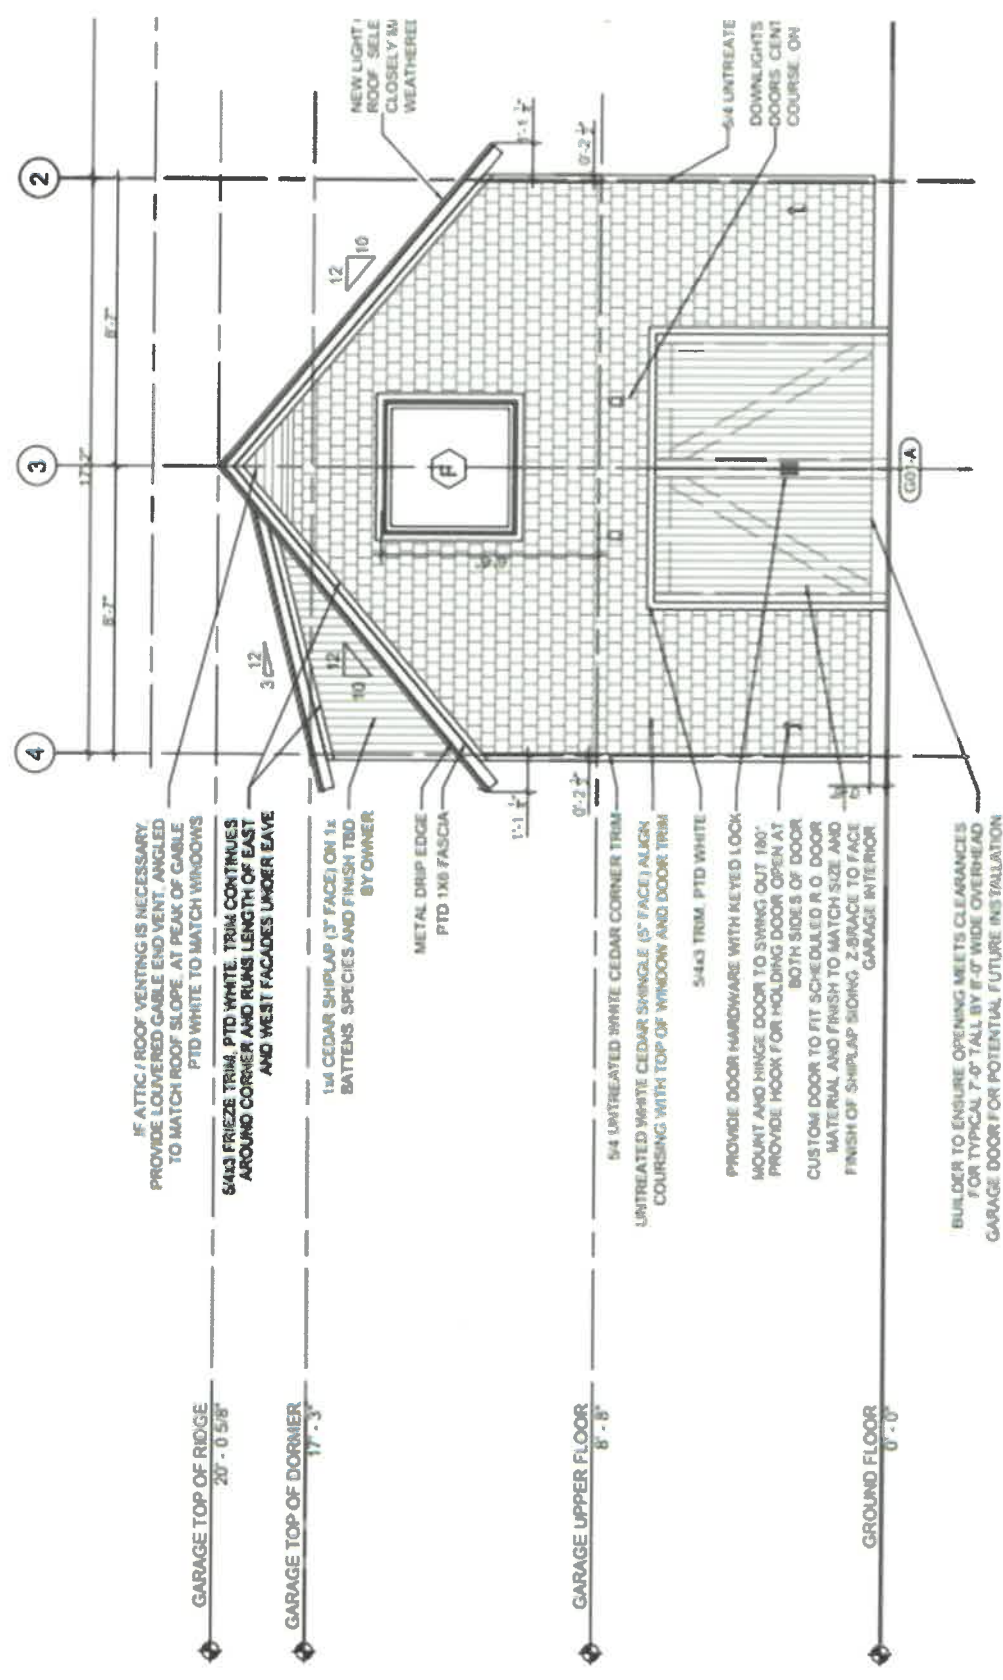 4
3
2
17'-2"
8'-7"
8'-7"
IF ATTIC / ROOF VENTING IS NECESSARY,
PROVIDE LOUVERED GABLE END VENT, ANGLED
TO MATCH ROOF SLOPE, AT PEAK OF GABLE
PTD WHITE TO MATCH WINDOWS
5/4x3 FRIEZE TRIM, PTD WHITE, TRIM CONTINUES
AROUND CORNER AND RUNS LENGTH OF EAST
AND WEST FACADES UNDER EAVE
1x4 CEDAR SHIPLAP (3" FACE) ON 1x
BATTENS SPECIES AND FINISH TBD
BY OWNER
METAL DRIP EDGE
PTD 1X6 FASCIA
5/4 UNTREATED WHITE CEDAR CORNER TRIM
UNTREATED WHITE CEDAR SHINGLE (5" FACE) ALIGN
COURSING WITH TOP OF WINDOW AND DOOR TRIM
5/4x3 TRIM, PTD WHITE
PROVIDE DOOR HARDWARE WITH KEYED LOCK
MOUNT AND HINGE DOOR TO SWING OUT 180°
PROVIDE HOOK FOR HOLDING DOOR OPEN AT
BOTH SIDES OF DOOR
CUSTOM DOOR TO FIT SCHEDULED R.O. DOOR
MATERIAL AND FINISH TO MATCH SIZE AND
FINISH OF SHIPLAP SIDING, Z-BRACE TO FACE
GARAGE INTERIOR
BUILDER TO ENSURE OPENING MEETS CLEARANCES
FOR TYPICAL 7'-0" TALL BY 8'-0" WIDE OVERHEAD
GARAGE DOOR FOR POTENTIAL FUTURE INSTALLATION
12
3
12
10
12
10
F
1'-1 1/2"
0'-2 1/2"
1'-1 1/2"
0'-2 1/2"
G01-A
NEW LIGHT
ROOF SELE
CLOSELY M
WEATHERED
5/4 UNTREATE
DOWNLIGHTS
DOORS CENT
COURSE, ON
GARAGE TOP OF RIDGE
20' - 0 5/8"
GARAGE TOP OF DORMER
17' - 3"
GARAGE UPPER FLOOR
8' - 8"
GROUND FLOOR
0' - 0"